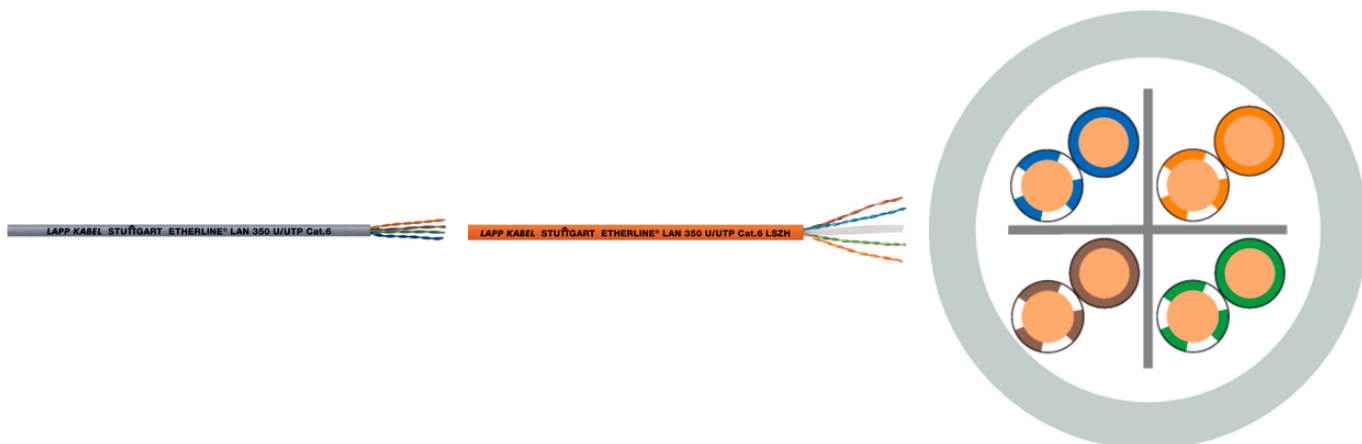 LAPP KABEL STUTTGART ETHERLINE® LAN 350 U/UTP Cat.6
LAPP KABEL STUTTGART ETHERLINE® LAN 350 U/UTP Cat.6 LSZH